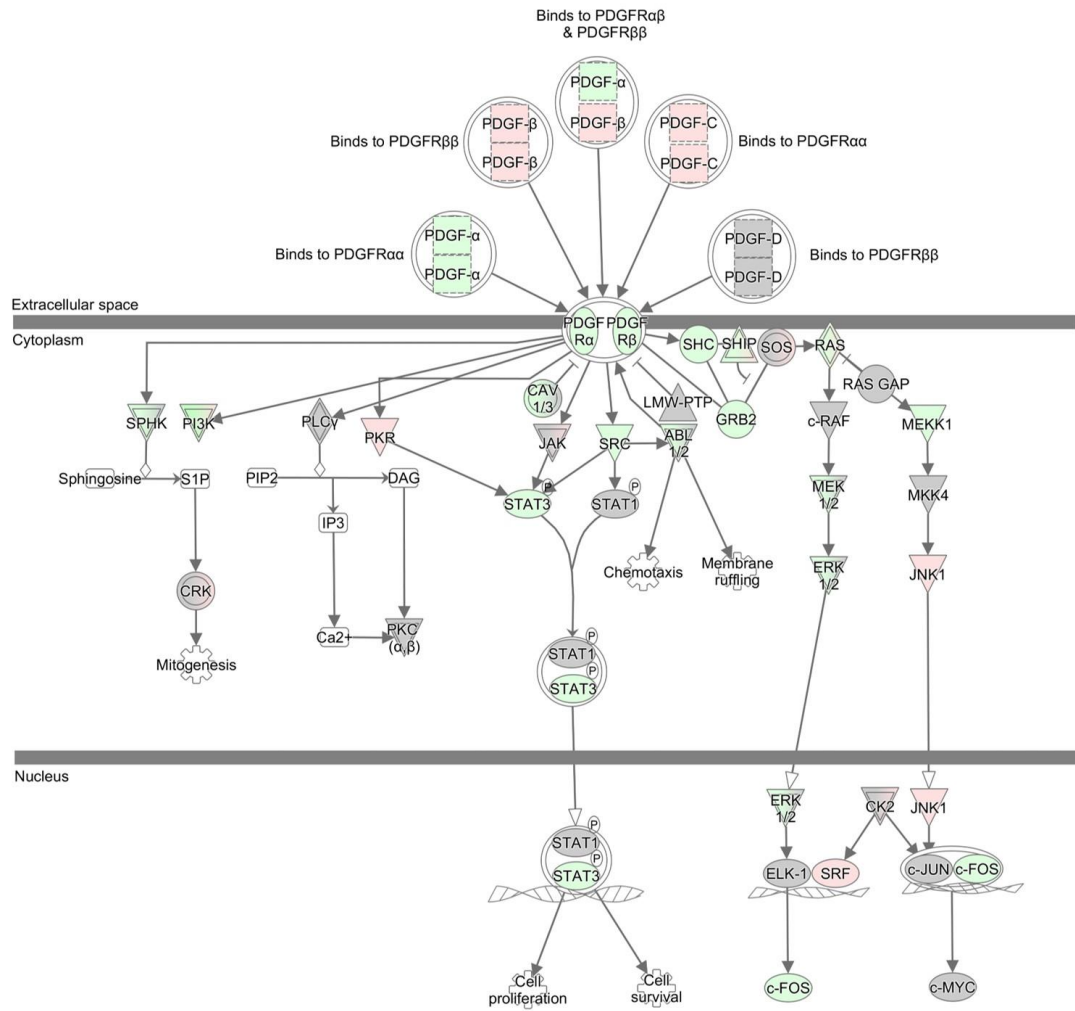 Binds to PDGFRαβ
& PDGFRββ
PDGF-α
PDGF-β
Binds to PDGFRββ
PDGF-β
PDGF-β
PDGF-C
PDGF-C
Binds to PDGFRαα
Binds to PDGFRαα
PDGF-α
PDGF-α
PDGF-D
PDGF-D
Binds to PDGFRββ
Extracellular space
Cytoplasm
PDGF
Rα
PDGF
Rβ
SHC
SHIP
SOS
RAS
RAS GAP
CAV
1/3
LMW-PTP
GRB2
SPHK
PI3K
PLCγ
PKR
JAK
SRC
ABL
1/2
c-RAF
MEKK1
Sphingosine
S1P
PIP2
DAG
STAT3
P
STAT1
P
MEK
1/2
MKK4
IP3
Chemotaxis
Membrane
ruffling
ERK
1/2
JNK1
CRK
Ca2+
PKC
(α,β)
Mitogenesis
STAT1
P
STAT3
P
Nucleus
ERK
1/2
CK2
JNK1
STAT1
P
STAT3
P
ELK-1
SRF
c-JUN
c-FOS
Cell
proliferation
Cell
survival
c-FOS
c-MYC